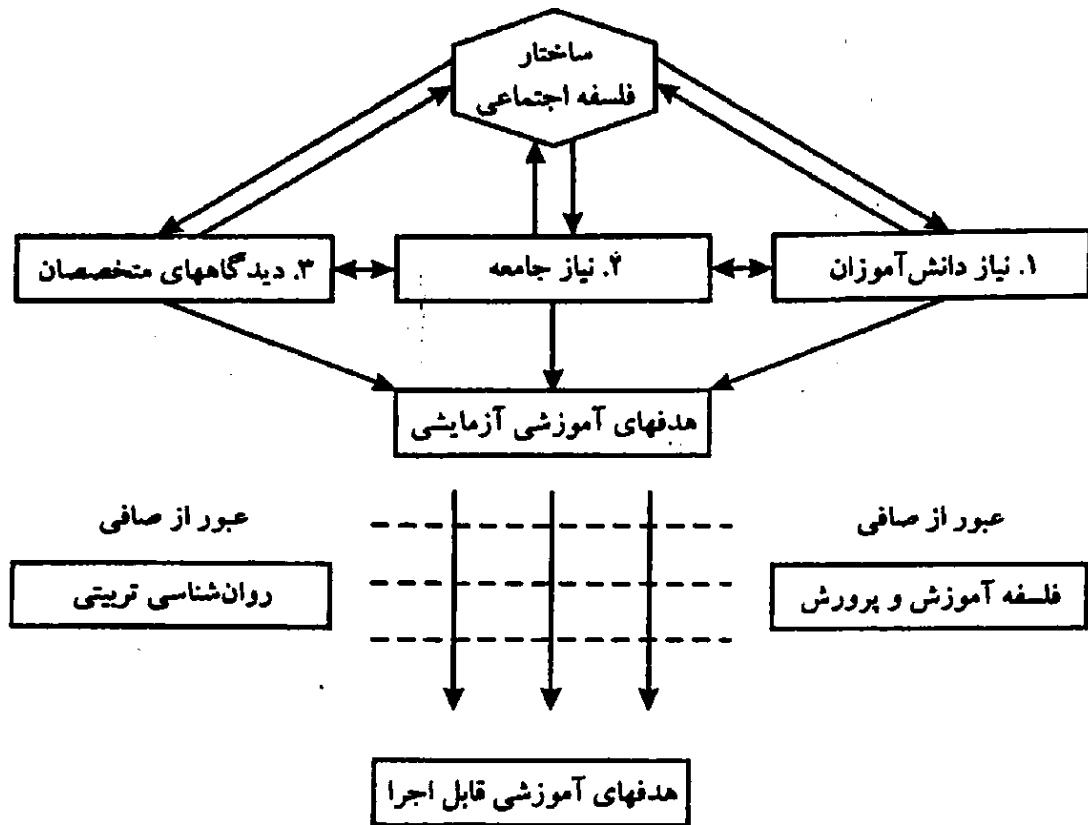 ساختار
فلسفه اجتماعی
۱. نیاز دانش‌آموزان
۲. نیاز جامعه
۳. دیدگاههای متخصصان
هدفهای آموزشی آزمایشی
عبور از صافی
عبور از صافی
فلسفه آموزش و پرورش
روان‌شناسی تربیتی
هدفهای آموزشی قابل اجرا